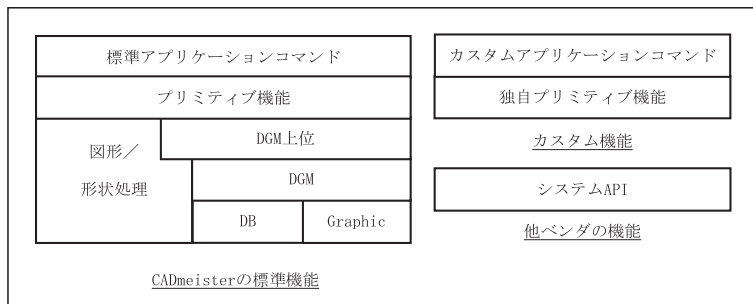 標準アプリケーションコマンド
プリミティブ機能
図形／
形状処理
DGM上位
DGM
DB
Graphic
CADmeisterの標準機能
カスタムアプリケーションコマンド
独自プリミティブ機能
カスタム機能
システムAPI
他ベンダの機能